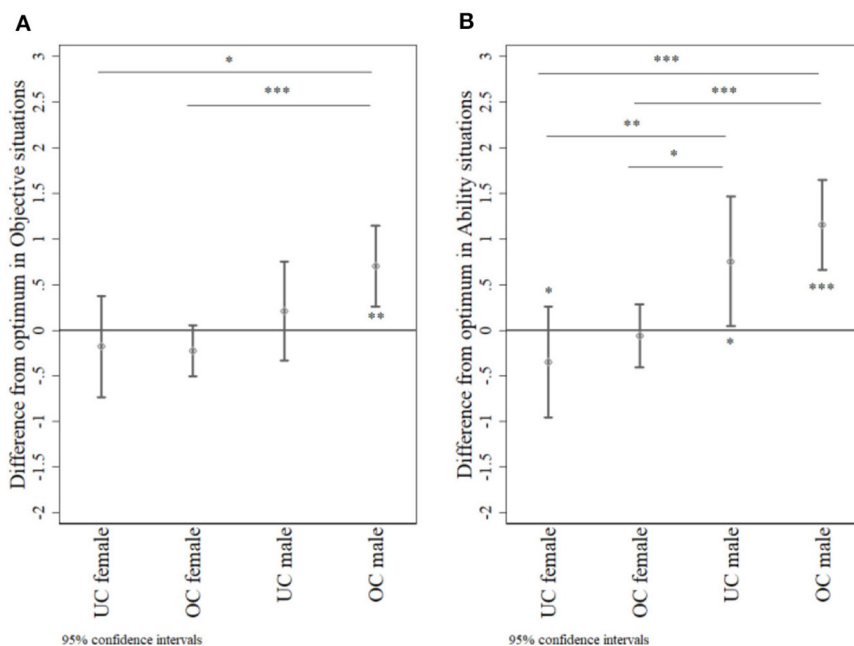 A
Difference from optimum in Objective situations
3
2.5
2
1.5
1
.5
0
-.5
-1
-1.5
-2
*
***
**
UC female
OC female
UC male
OC male
95% confidence intervals
B
Difference from optimum in Ability situations
3
2.5
2
1.5
1
.5
0
-.5
-1
-1.5
-2
***
***
**
*
*
***
*
UC female
OC female
UC male
OC male
95% confidence intervals